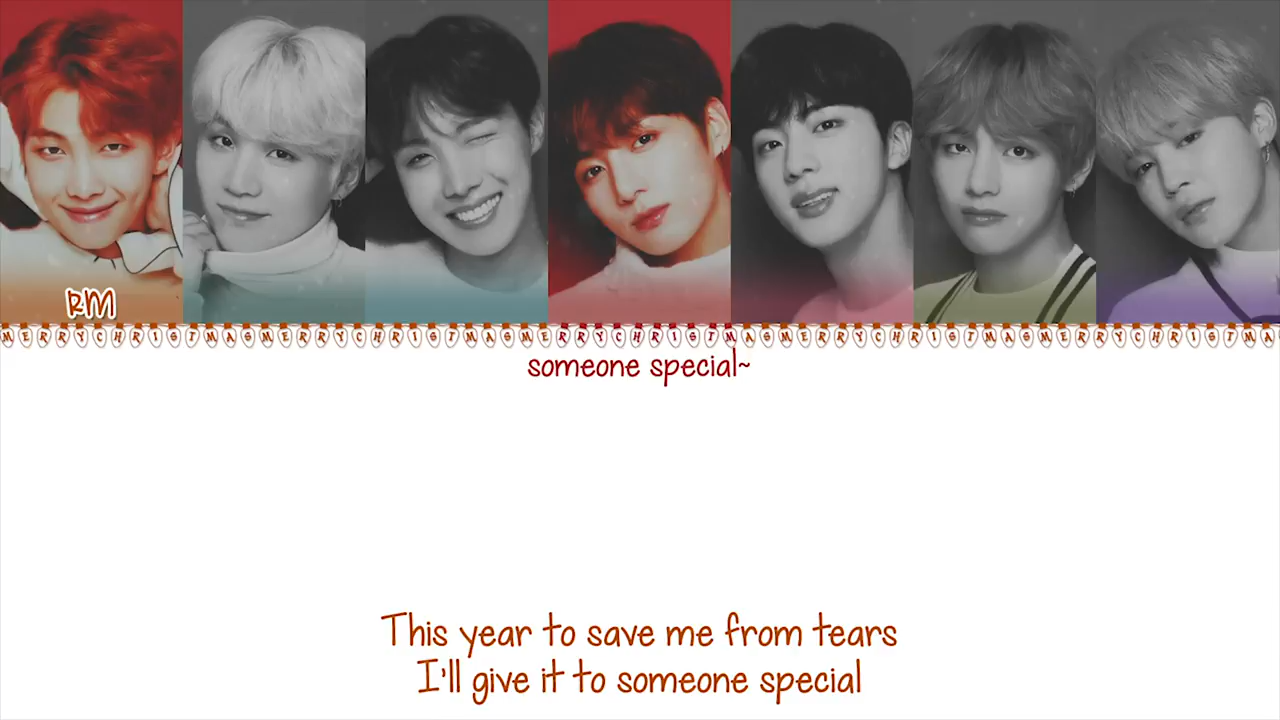 RM
MERRYCHRISTMASMERRYCHRISTMASMERRYCHRISTMASMERRYCHRISTMASMERRYCHRISTMA
someone special~
This year to save me from tears
I'll give it to someone special